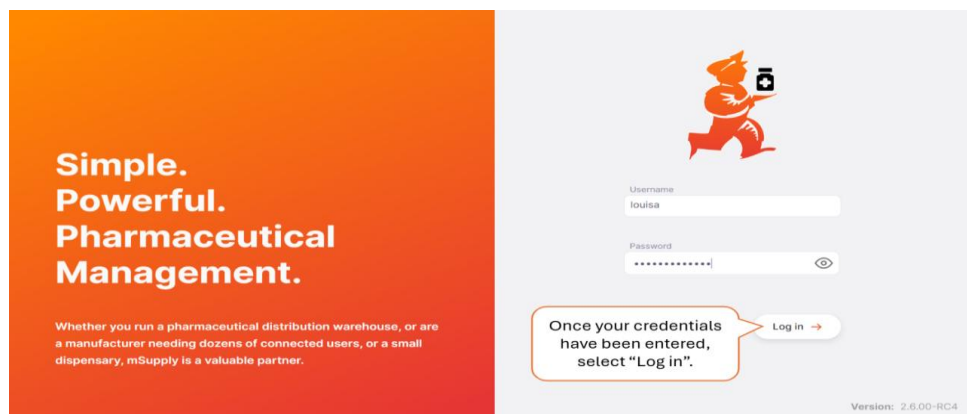 Simple.
Powerful.
Pharmaceutical
Management.
Whether you run a pharmaceutical distribution warehouse, or are
a manufacturer needing dozens of connected users, or a small
dispensary, mSupply is a valuable partner.
Username
louisa
Password
•••••••••••••
Once your credentials
have been entered,
select “Log in”.
Log in →
Version: 2.6.00-RC4